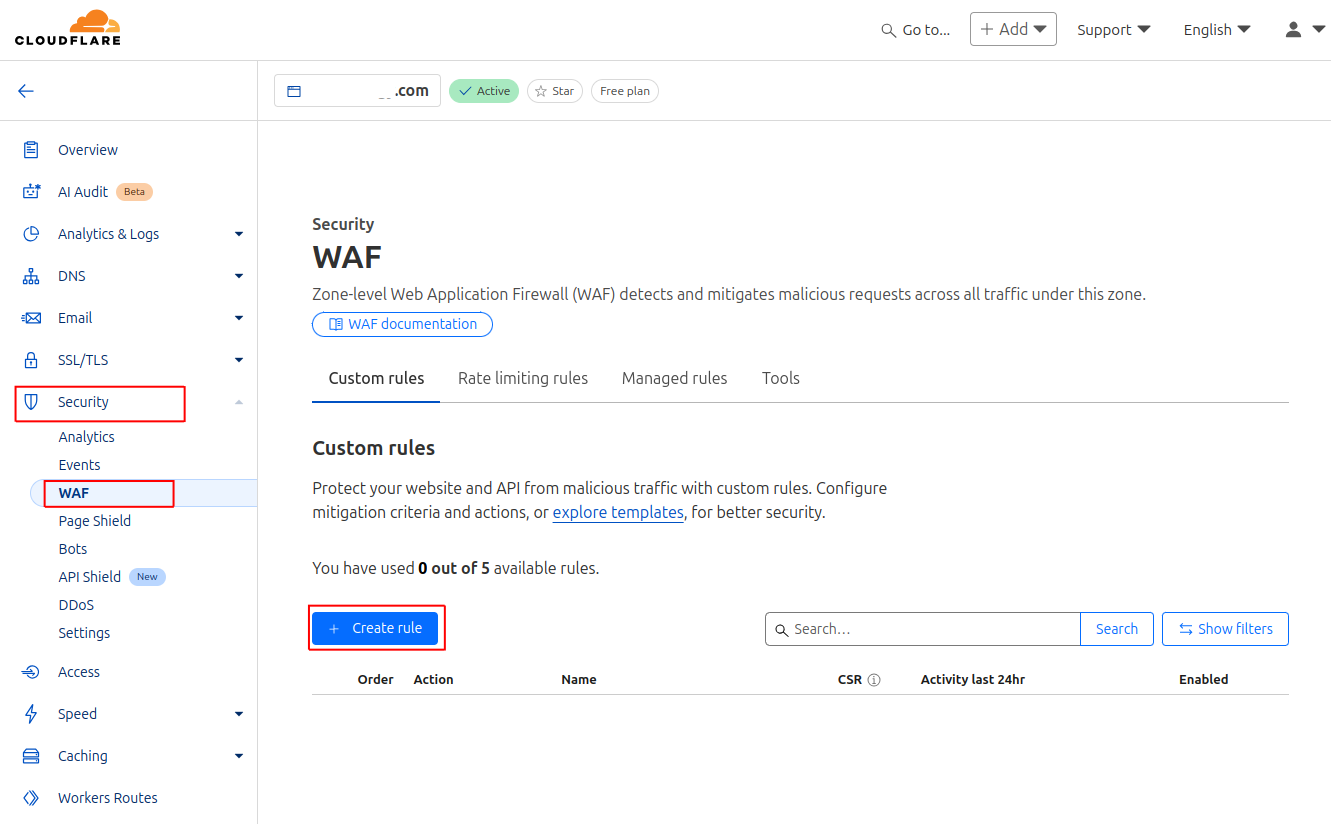 CLOUDFLARE
Go to...
+ Add
Support
English
.com
Active
Star
Free plan
Overview
AI Audit Beta
Analytics & Logs
DNS
Email
SSL/TLS
Security
Analytics
Events
WAF
Page Shield
Bots
API Shield New
DDoS
Settings
Access
Speed
Caching
Workers Routes
Security
WAF
Zone-level Web Application Firewall (WAF) detects and mitigates malicious requests across all traffic under this zone.
WAF documentation
Custom rules Rate limiting rules Managed rules Tools
Custom rules
Protect your website and API from malicious traffic with custom rules. Configure
mitigation criteria and actions, or explore templates, for better security.
You have used 0 out of 5 available rules.
+ Create rule
Search...
Search
Show filters
Order Action Name CSR Activity last 24hr Enabled